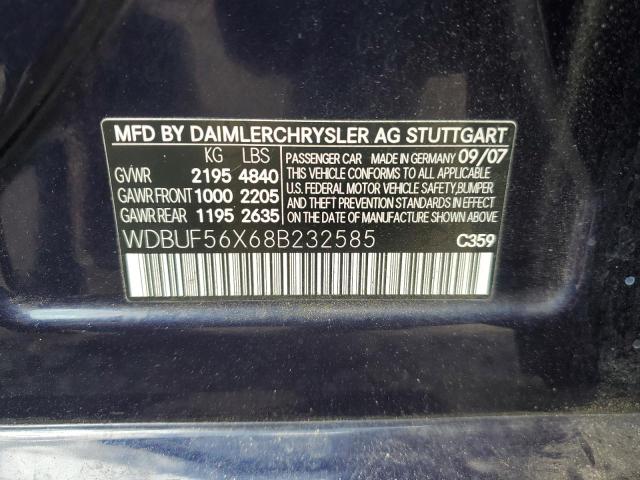 MFD BY DAIMLERCHRYSLER AG STUTTGART
KG LBS
GVWR 2195 4840
GAWR FRONT 1000 2205
GAWR REAR 1195 2635
PASSENGER CAR MADE IN GERMANY 09/07
THIS VEHICLE CONFORMS TO ALL APPLICABLE
U.S. FEDERAL MOTOR VEHICLE SAFETY, BUMPER
AND THEFT PREVENTION STANDARDS IN EFFECT
ON THE DATE OF MANUFACTURE SHOWN ABOVE.
WDBUF56X68B232585 C359